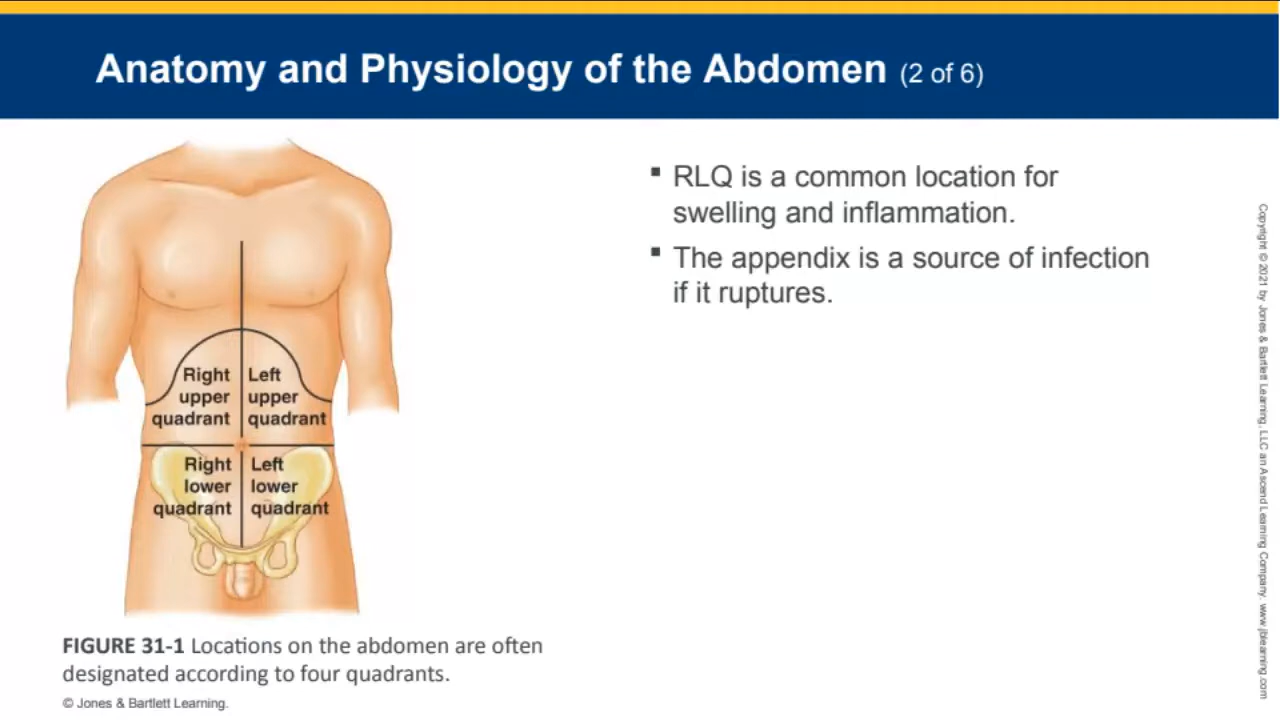 Anatomy and Physiology of the Abdomen (2 of 6)
Right upper quadrant
Left upper quadrant
Right lower quadrant
Left lower quadrant
FIGURE 31-1 Locations on the abdomen are often
designated according to four quadrants.
© Jones & Bartlett Learning.
▪ RLQ is a common location for
swelling and inflammation.
▪ The appendix is a source of infection
if it ruptures.
Copyright © 2021 by Jones & Bartlett Learning, LLC an Ascend Learning Company. www.jblearning.com